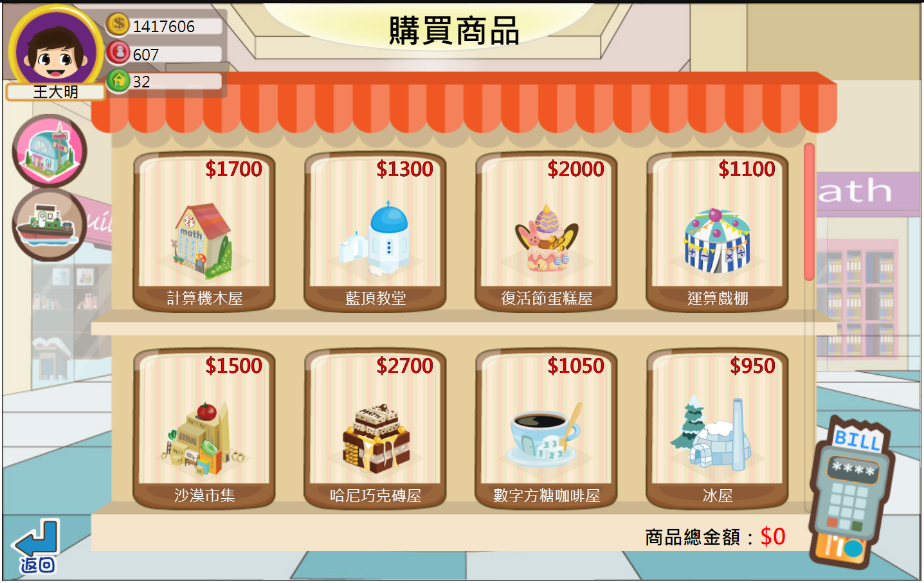 購買商品
1417606
607
32
王大明
$1700
$1300
$2000
$1100
math
計算機木屋
藍頂教堂
復活節蛋糕屋
運算戲棚
ath
$1500
$2700
$1050
$950
沙漠市集
哈尼巧克磚屋
數字方糖咖啡屋
冰屋
BILL
****
商品總金額：$0
返回